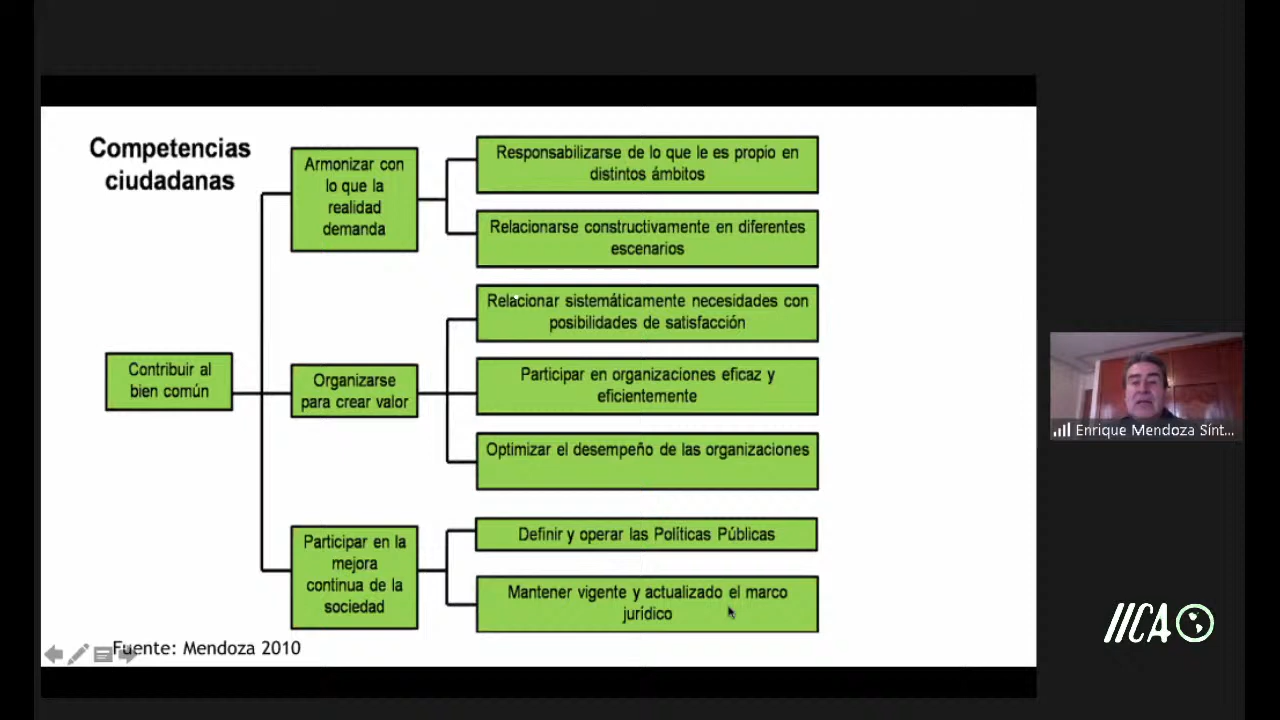 Competencias
ciudadanas
Armonizar con
lo que la
realidad
demanda
Responsabilizarse de lo que le es propio en
distintos ámbitos
Relacionarse constructivamente en diferentes
escenarios
Relacionar sistemáticamente necesidades con
posibilidades de satisfacción
Contribuir al
bien común
Organizarse
para crear valor
Participar en organizaciones eficaz y
eficientemente
Optimizar el desempeño de las organizaciones
Participar en la
mejora
continua de la
sociedad
Definir y operar las Políticas Públicas
Mantener vigente y actualizado el marco
jurídico
Fuente: Mendoza 2010
Enrique Mendoza Sínt...
IICA